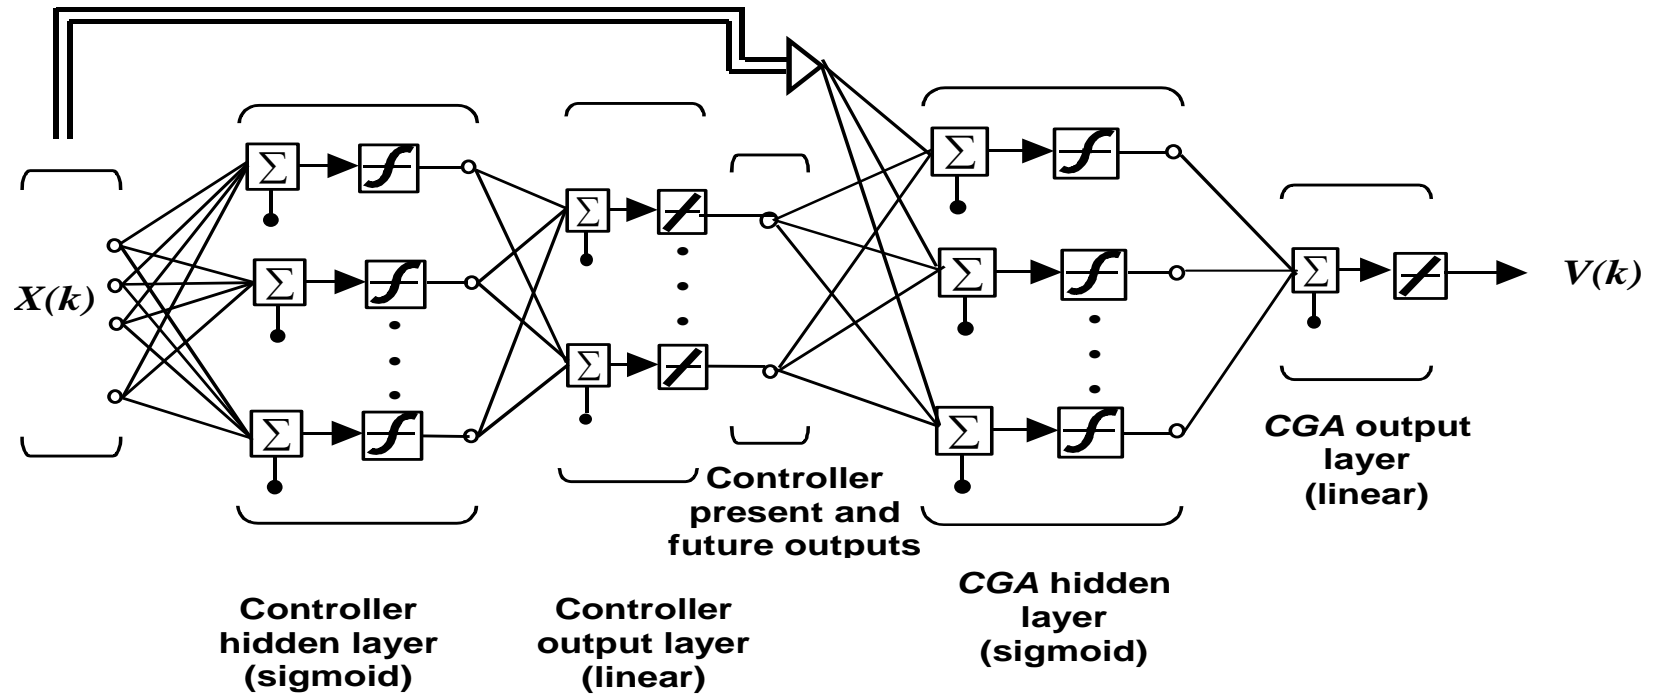 X(k)
Σ
Σ
Σ
Controller
hidden layer
(sigmoid)
Σ
Σ
Controller
output layer
(linear)
Controller
present and
future outputs
Σ
Σ
Σ
CGA hidden
layer
(sigmoid)
Σ
CGA output
layer
(linear)
V(k)